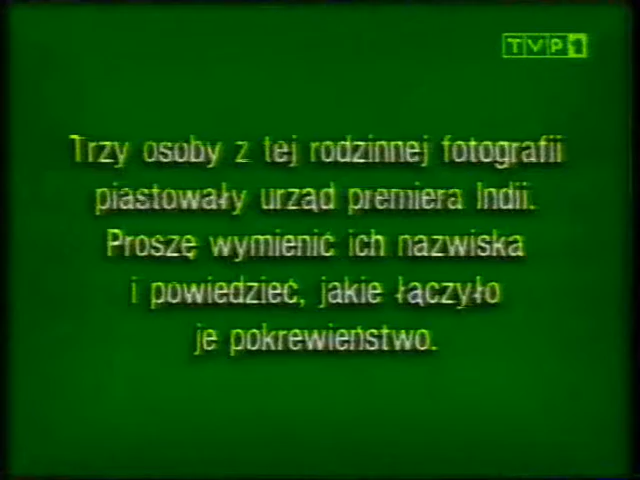 TVP1
Trzy osoby z tej rodzinnej fotografii
piastowały urząd premiera Indii.
Proszę wymienić ich nazwiska
i powiedzieć, jakie łączyło
je pokrewieństwo.